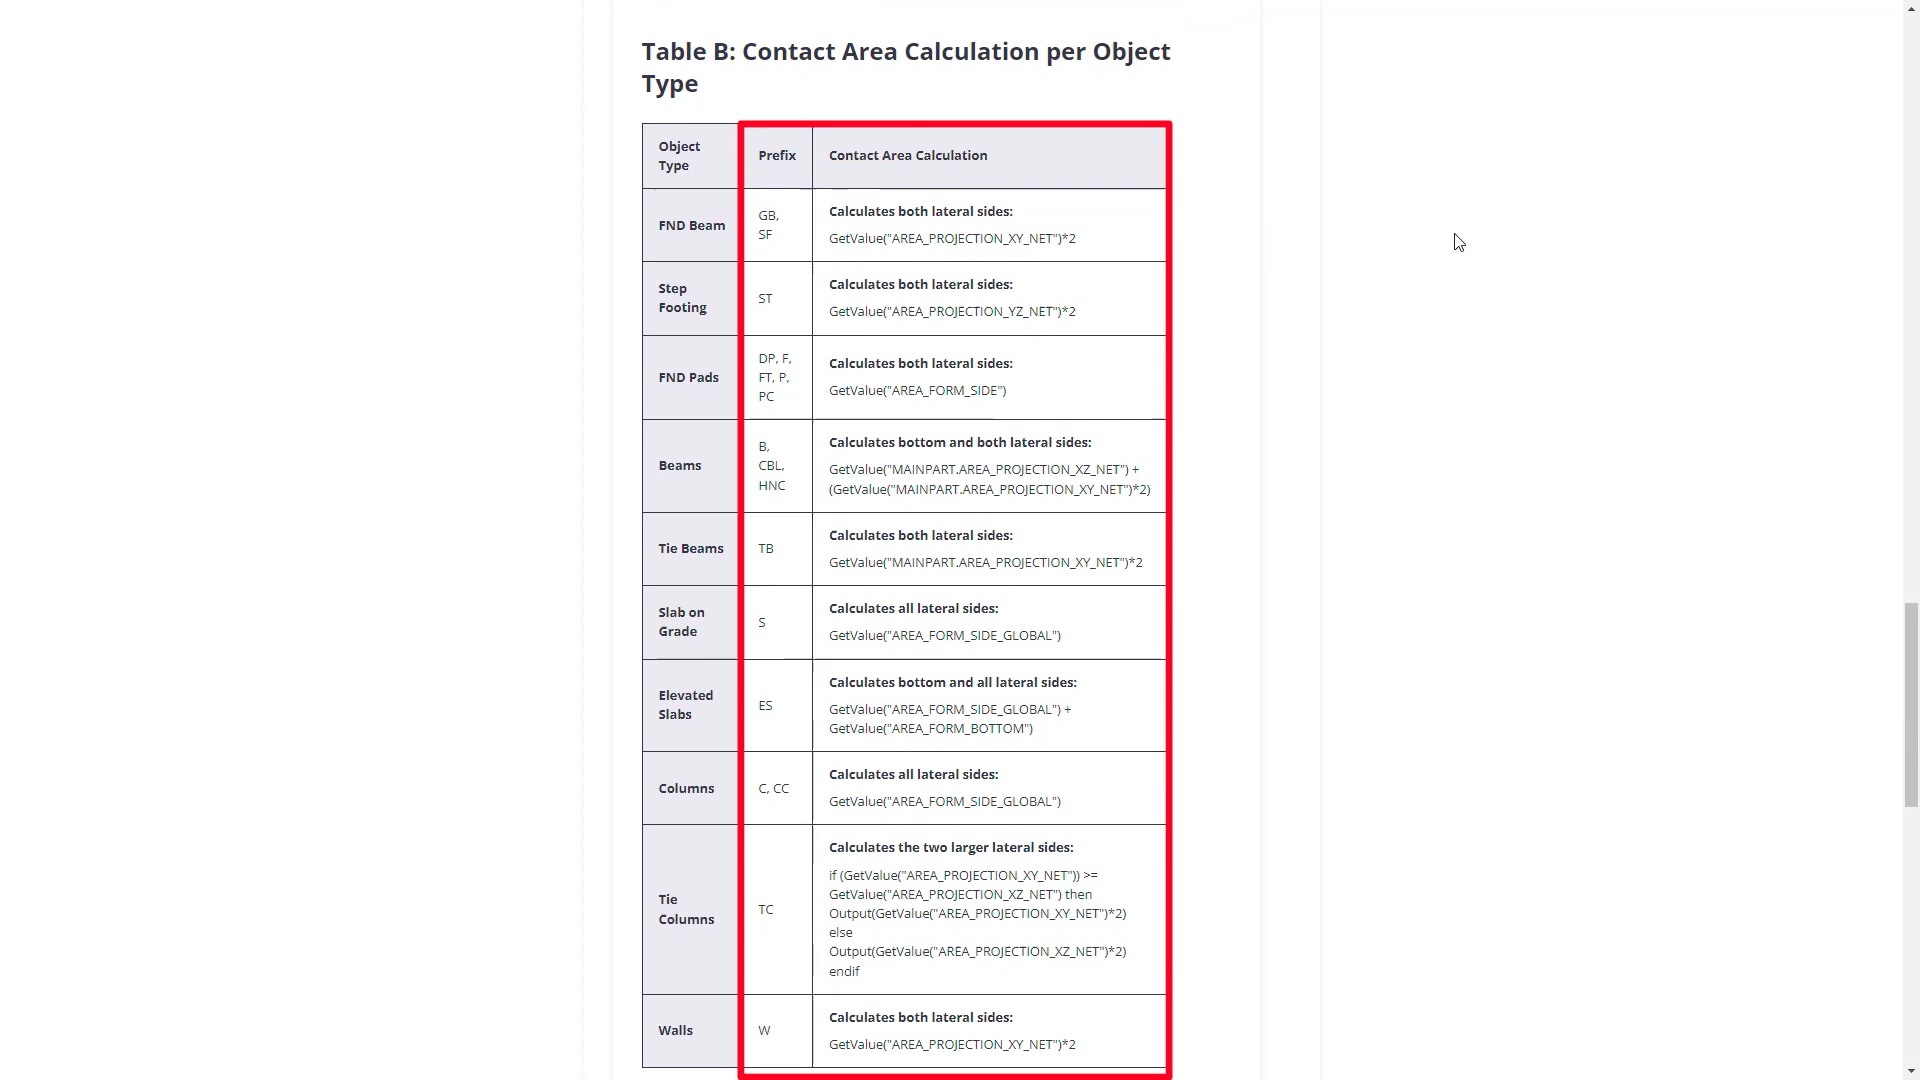 Table B: Contact Area Calculation per Object
Type
Object
Type
Prefix
Contact Area Calculation
FND Beam
GB,
SF
Calculates both lateral sides:
GetValue("AREA_PROJECTION_XY_NET")*2
Step
Footing
ST
Calculates both lateral sides:
GetValue("AREA_PROJECTION_YZ_NET")*2
FND Pads
DP, F,
FT, P,
PC
Calculates both lateral sides:
GetValue("AREA_FORM_SIDE")
Beams
B,
CBL,
HNC
Calculates bottom and both lateral sides:
GetValue("MAINPART.AREA_PROJECTION_XZ_NET") +
(GetValue("MAINPART.AREA_PROJECTION_XY_NET")*2)
Tie Beams
TB
Calculates both lateral sides:
GetValue("MAINPART.AREA_PROJECTION_XY_NET")*2
Slab on
Grade
S
Calculates all lateral sides:
GetValue("AREA_FORM_SIDE_GLOBAL")
Elevated
Slabs
ES
Calculates bottom and all lateral sides:
GetValue("AREA_FORM_SIDE_GLOBAL") +
GetValue("AREA_FORM_BOTTOM")
Columns
C, CC
Calculates all lateral sides:
GetValue("AREA_FORM_SIDE_GLOBAL")
Tie
Columns
TC
Calculates the two larger lateral sides:
if (GetValue("AREA_PROJECTION_XY_NET")) >=
GetValue("AREA_PROJECTION_XZ_NET") then
Output(GetValue("AREA_PROJECTION_XY_NET")*2)
else
Output(GetValue("AREA_PROJECTION_XZ_NET")*2)
endif
Walls
W
Calculates both lateral sides:
GetValue("AREA_PROJECTION_XY_NET")*2